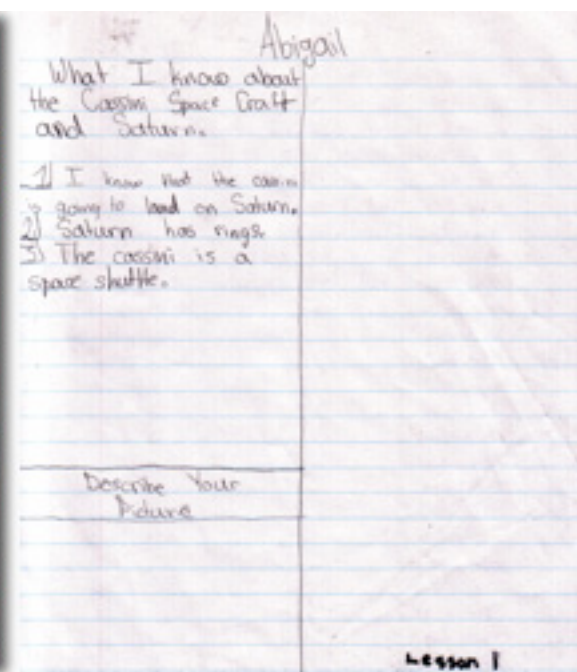 Abigail
What I know about
the Cassini Space Craft
and Saturn.
1) I know that the cassini
is going to land on Saturn.
2) Saturn has rings.
3) The cassini is a
space shuttle.
Describe Your
Picture
Lesson 1